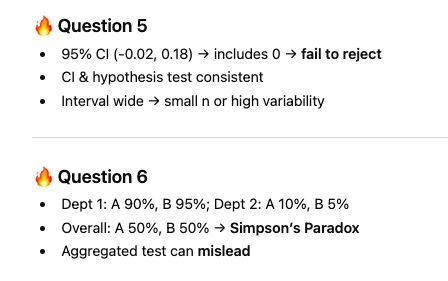 🔥 Question 5
• 95% CI (-0.02, 0.18) → includes 0 → fail to reject
• CI & hypothesis test consistent
• Interval wide → small n or high variability
🔥 Question 6
• Dept 1: A 90%, B 95%; Dept 2: A 10%, B 5%
• Overall: A 50%, B 50% → Simpson’s Paradox
• Aggregated test can mislead